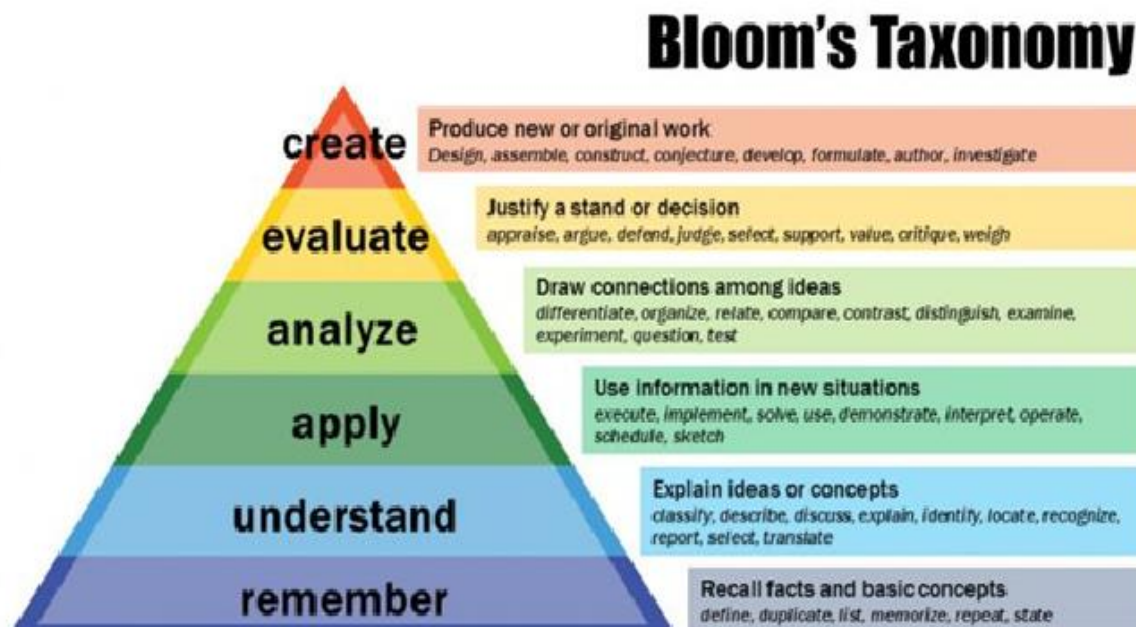 Bloom's Taxonomy
create
Produce new or original work
Design, assemble, construct, conjecture, develop, formulate, author, investigate
evaluate
Justify a stand or decision
appraise, argue, defend, judge, select, support, value, critique, weigh
analyze
Draw connections among ideas
differentiate, organize, relate, compare, contrast, distinguish, examine,
experiment, question, test
apply
Use information in new situations
execute, implement, solve, use, demonstrate, interpret, operate,
schedule, sketch
understand
Explain ideas or concepts
classify, describe, discuss, explain, identify, locate, recognize,
report, select, translate
remember
Recall facts and basic concepts
define, duplicate, list, memorize, repeat, state